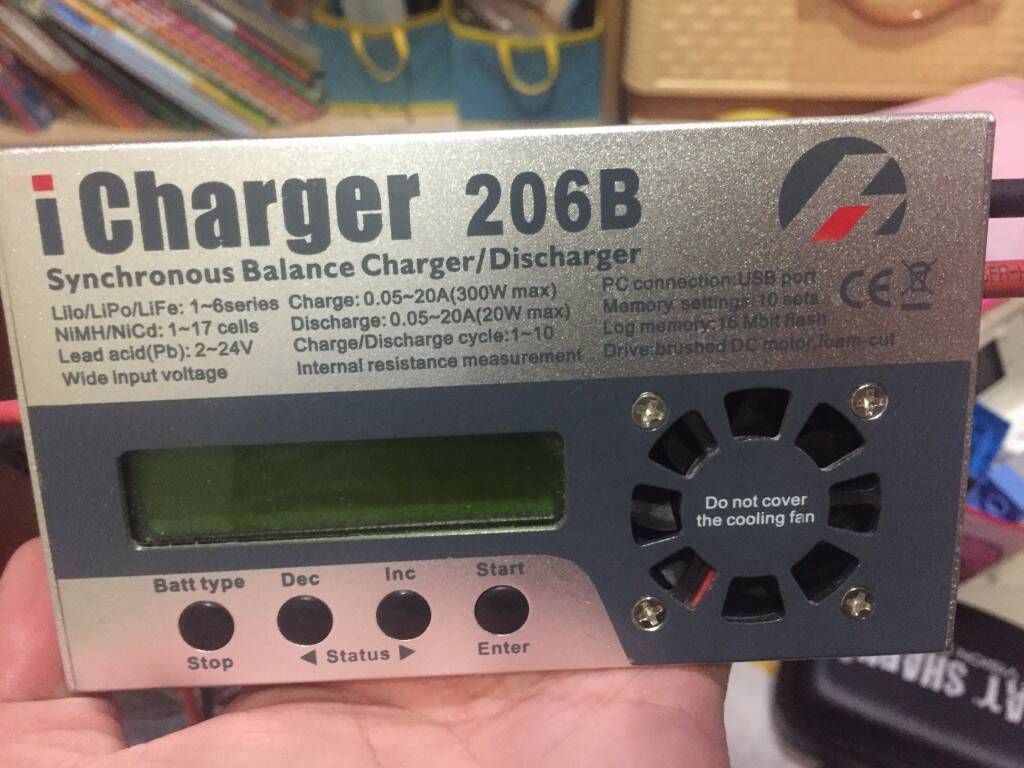 iCharger 206B
Synchronous Balance Charger/Discharger
LiIo/LiPo/LiFe: 1~6series
NiMH/NiCd: 1~17 cells
Lead acid(Pb): 2~24V
Wide input voltage
Charge: 0.05~20A(300W max)
Discharge: 0.05~20A(20W max)
Charge/Discharge cycle: 1~10
Internal resistance measurement
PC connection: USB port
Memory settings: 10 sets
Log memory: 16 Mbit flash
Drive: brushed DC motor, foam-cut
CE
Do not cover
the cooling fan
Batt type Dec Inc Start
Stop ◀ Status ▶ Enter
AT SHAR